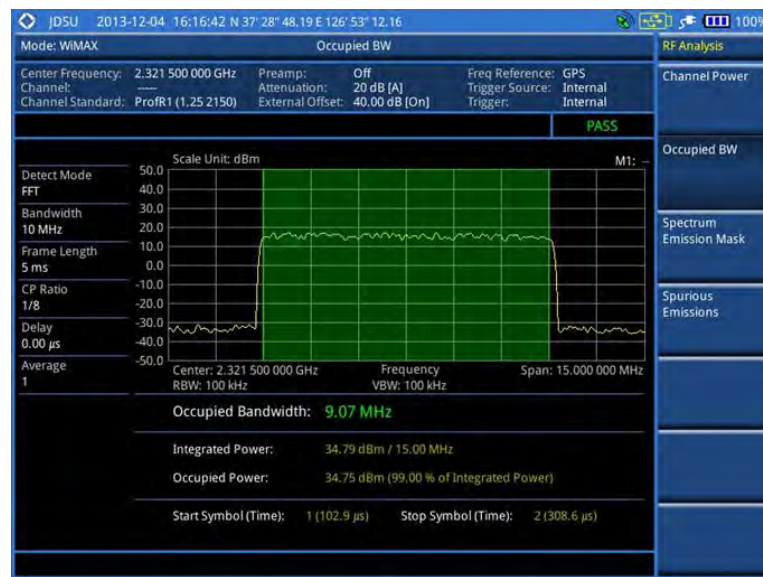 JDSU 2013-12-04 16:16:42 N 37' 28" 48.19 E 126' 53" 12.16 100%
Mode: WiMAX Occupied BW RF Analysis
Center Frequency: 2.321 500 000 GHz Preamp: Off Freq Reference: GPS
Channel: ---- Attenuation: 20 dB [A] Trigger Source: Internal
Channel Standard: ProfR1 (1.25 2150) External Offset: 40.00 dB [On] Trigger: Internal
Channel Power
PASS
Occupied BW
Scale Unit: dBm M1: --
Detect Mode
FFT
Bandwidth
10 MHz
Frame Length
5 ms
CP Ratio
1/8
Delay
0.00 µs
Average
1
50.0
40.0
30.0
20.0
10.0
0.0
-10.0
-20.0
-30.0
-40.0
-50.0
Center: 2.321 500 000 GHz Frequency Span: 15.000 000 MHz
RBW: 100 kHz VBW: 100 kHz
Spectrum
Emission Mask
Spurious
Emissions
Occupied Bandwidth: 9.07 MHz
Integrated Power: 34.79 dBm / 15.00 MHz
Occupied Power: 34.75 dBm (99.00 % of Integrated Power)
Start Symbol (Time): 1 (102.9 µs) Stop Symbol (Time): 2 (308.6 µs)